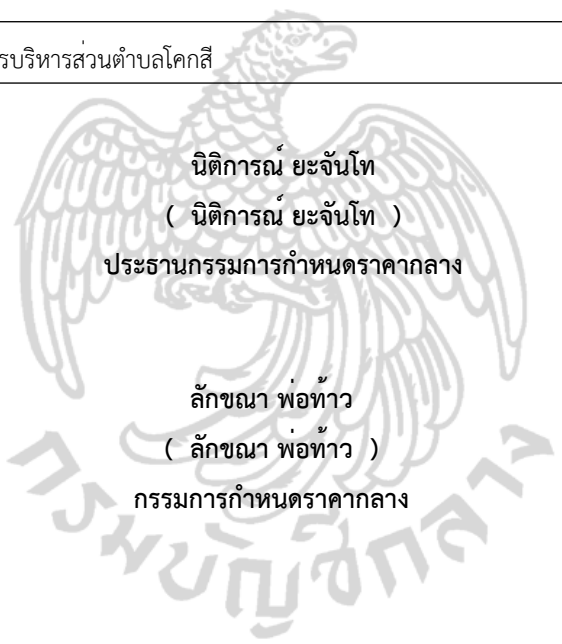 รบริหารส่วนตำบลโคกสี
นิติการณ์ ยะจันโท
( นิติการณ์ ยะจันโท )
ประธานกรรมการกำหนดราคากลาง
ลักขณา พ่อท้าว
( ลักขณา พ่อท้าว )
กรรมการกำหนดราคากลาง
กรมบัญชีกลาง